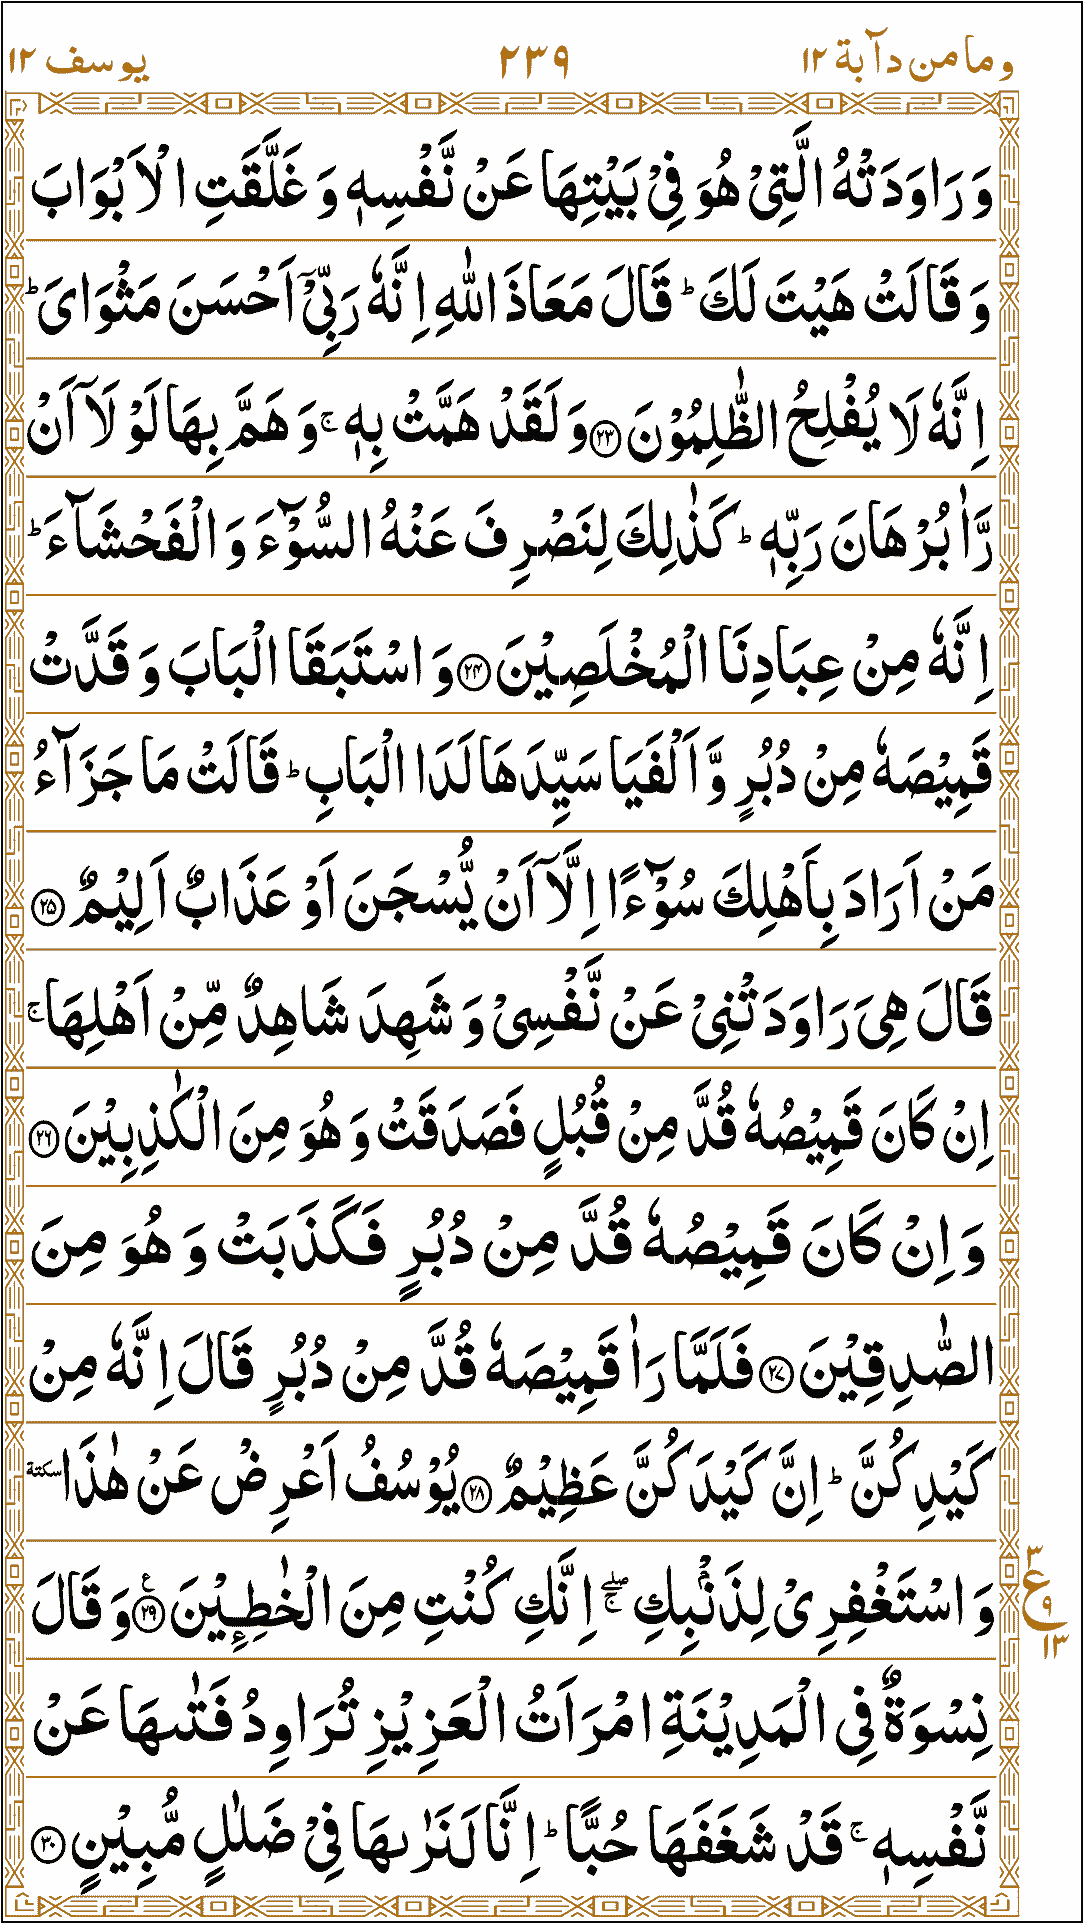 وما من دآبة ١٢ ٢٣٩ يوسف ١٢
وَ رَاوَدَتْهُ الَّتِیْ هُوَ فِیْ بَیْتِهَا عَنْ نَّفْسِهٖ وَ غَلَّقَتِ الْاَبْوَابَ
وَ قَالَتْ هَیْتَ لَكَ ؕ قَالَ مَعَاذَ اللّٰهِ اِنَّهٗ رَبِّیْۤ اَحْسَنَ مَثْوَایَ ؕ
اِنَّهٗ لَا یُفْلِحُ الظّٰلِمُوْنَ ﴿۲۳﴾ وَ لَقَدْ هَمَّتْ بِهٖ ۚ وَ هَمَّ بِهَا لَوْ لَاۤ اَنْ
رَّاٰ بُرْهَانَ رَبِّهٖ ؕ كَذٰلِكَ لِنَصْرِفَ عَنْهُ السُّوْٓءَ وَ الْفَحْشَآءَ ؕ
اِنَّهٗ مِنْ عِبَادِنَا الْمُخْلَصِیْنَ ﴿۲۴﴾ وَ اسْتَبَقَا الْبَابَ وَ قَدَّتْ
قَمِیْصَهٗ مِنْ دُبُرٍ وَّ اَلْفَیَا سَیِّدَهَا لَدَا الْبَابِ ؕ قَالَتْ مَا جَزَآءُ
مَنْ اَرَادَ بِاَهْلِكَ سُوْٓءًا اِلَّاۤ اَنْ یُّسْجَنَ اَوْ عَذَابٌ اَلِیْمٌ ﴿۲۵﴾
قَالَ هِیَ رَاوَدَتْنِیْ عَنْ نَّفْسِیْ وَ شَهِدَ شَاهِدٌ مِّنْ اَهْلِهَا ۚ
اِنْ كَانَ قَمِیْصُهٗ قُدَّ مِنْ قُبُلٍ فَصَدَقَتْ وَ هُوَ مِنَ الْكٰذِبِیْنَ ﴿۲۶﴾
وَ اِنْ كَانَ قَمِیْصُهٗ قُدَّ مِنْ دُبُرٍ فَكَذَبَتْ وَ هُوَ مِنَ
الصّٰدِقِیْنَ ﴿۲۷﴾ فَلَمَّا رَاٰ قَمِیْصَهٗ قُدَّ مِنْ دُبُرٍ قَالَ اِنَّهٗ مِنْ
كَیْدِكُنَّ ؕ اِنَّ كَیْدَكُنَّ عَظِیْمٌ ﴿۲۸﴾ یُوْسُفُ اَعْرِضْ عَنْ هٰذَا سكتة
وَ اسْتَغْفِرِیْ لِذَنْۢبِكِ ۖۚ اِنَّكِ كُنْتِ مِنَ الْخٰطِـِٕیْنَ ﴿۲۹﴾ع وَ قَالَ
٣ ع ٩ ١٣
نِسْوَةٌ فِی الْمَدِیْنَةِ امْرَاَتُ الْعَزِیْزِ تُرَاوِدُ فَتٰىهَا عَنْ
نَّفْسِهٖ ۚ قَدْ شَغَفَهَا حُبًّا ؕ اِنَّا لَنَرٰىهَا فِیْ ضَلٰلٍ مُّبِیْنٍ ﴿۳۰﴾